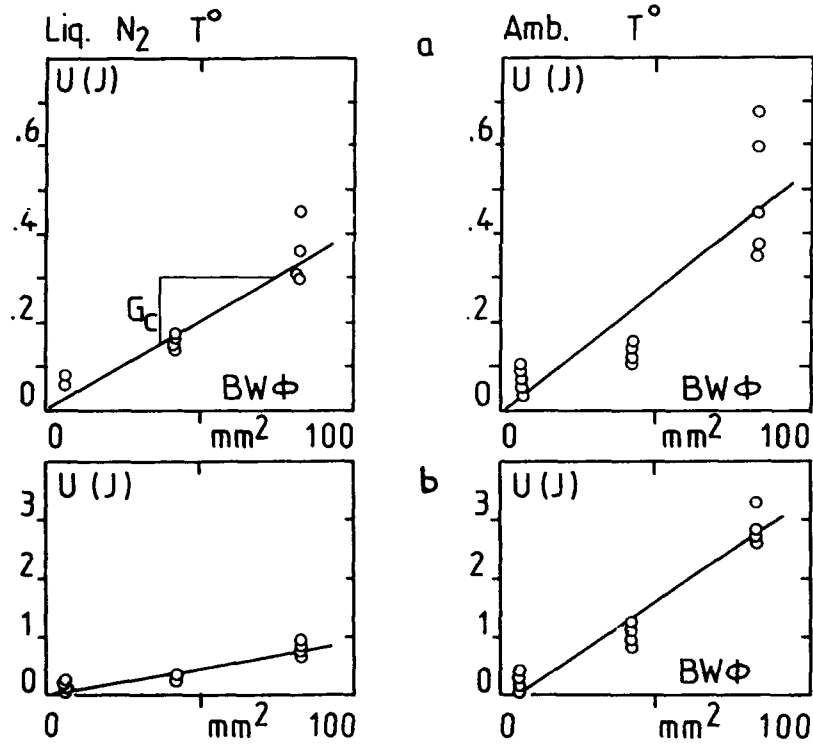 Liq. N₂ T°
a
Amb. T°
U (J)
.6
.4
.2
0
G_c
BWΦ
0 mm² 100
U (J)
.6
.4
.2
0
BWΦ
0 mm² 100
U (J)
3
2
1
0
0 mm² 100
b
U (J)
3
2
1
0
BWΦ
0 mm² 100